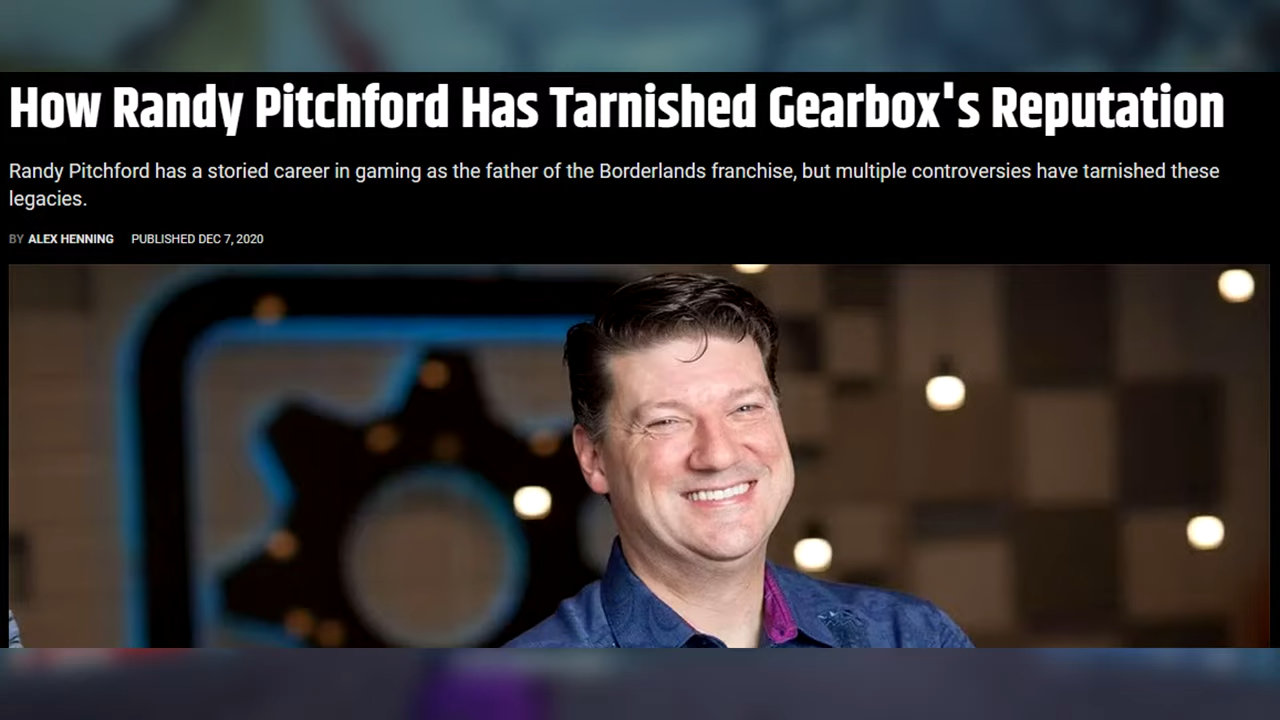 How Randy Pitchford Has Tarnished Gearbox's Reputation
Randy Pitchford has a storied career in gaming as the father of the Borderlands franchise, but multiple controversies have tarnished these
legacies.
BY ALEX HENNING PUBLISHED DEC 7, 2020